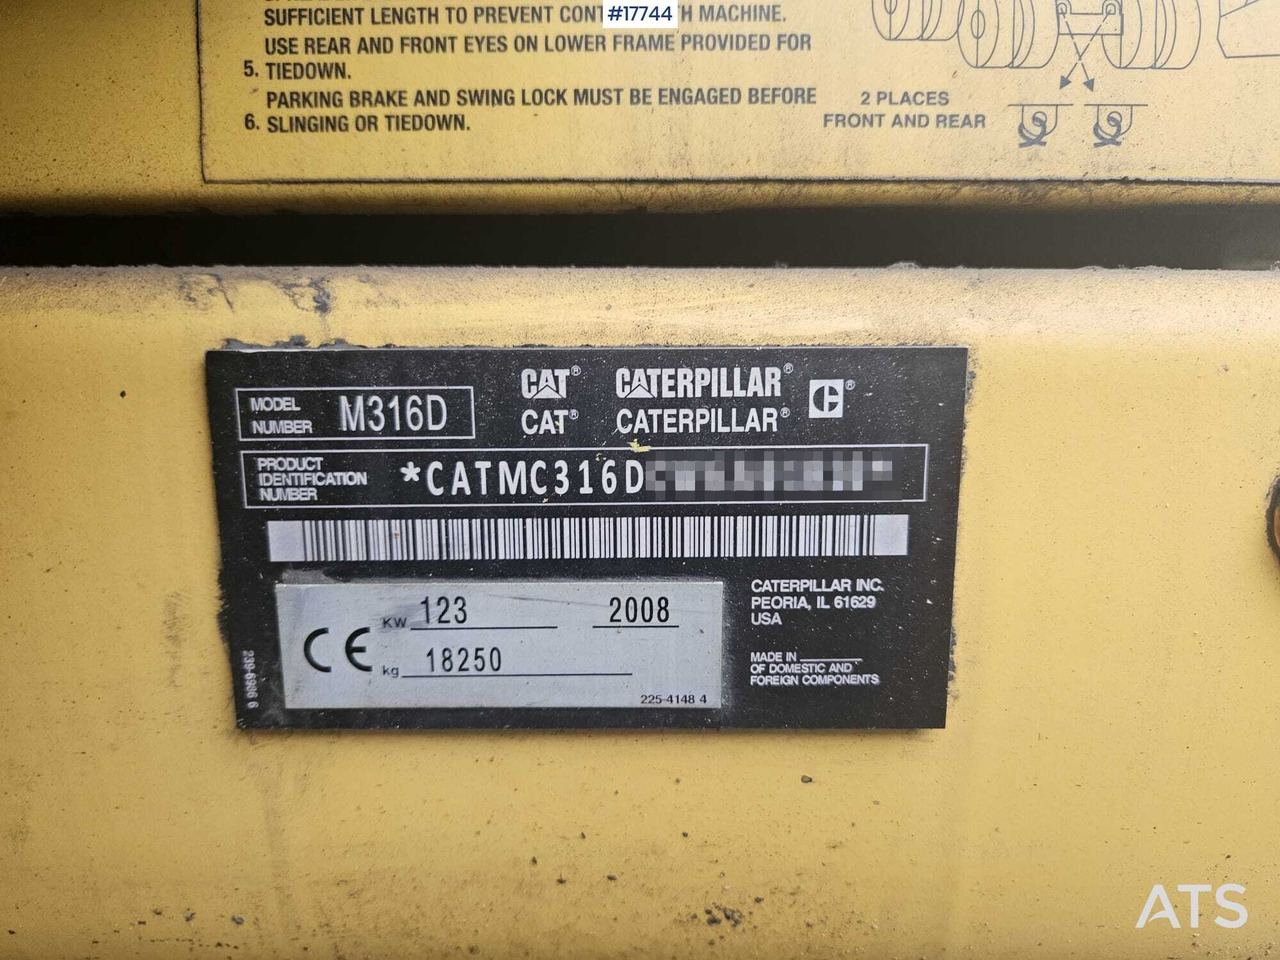 SUFFICIENT LENGTH TO PREVENT H MACHINE.
#17744
USE REAR AND FRONT EYES ON LOWER FRAME PROVIDED FOR
5. TIEDOWN.
PARKING BRAKE AND SWING LOCK MUST BE ENGAGED BEFORE
6. SLINGING OR TIEDOWN.
2 PLACES
FRONT AND REAR
MODEL
NUMBER
M316D
CAT® CATERPILLAR®
CAT® CATERPILLAR®
PRODUCT
IDENTIFICATION
NUMBER
*CATMC316D
CE
KW 123 2008
kg 18250
225-4148 4
239-6986 6
CATERPILLAR INC.
PEORIA, IL 61629
USA
MADE IN
OF DOMESTIC AND
FOREIGN COMPONENTS
ATS